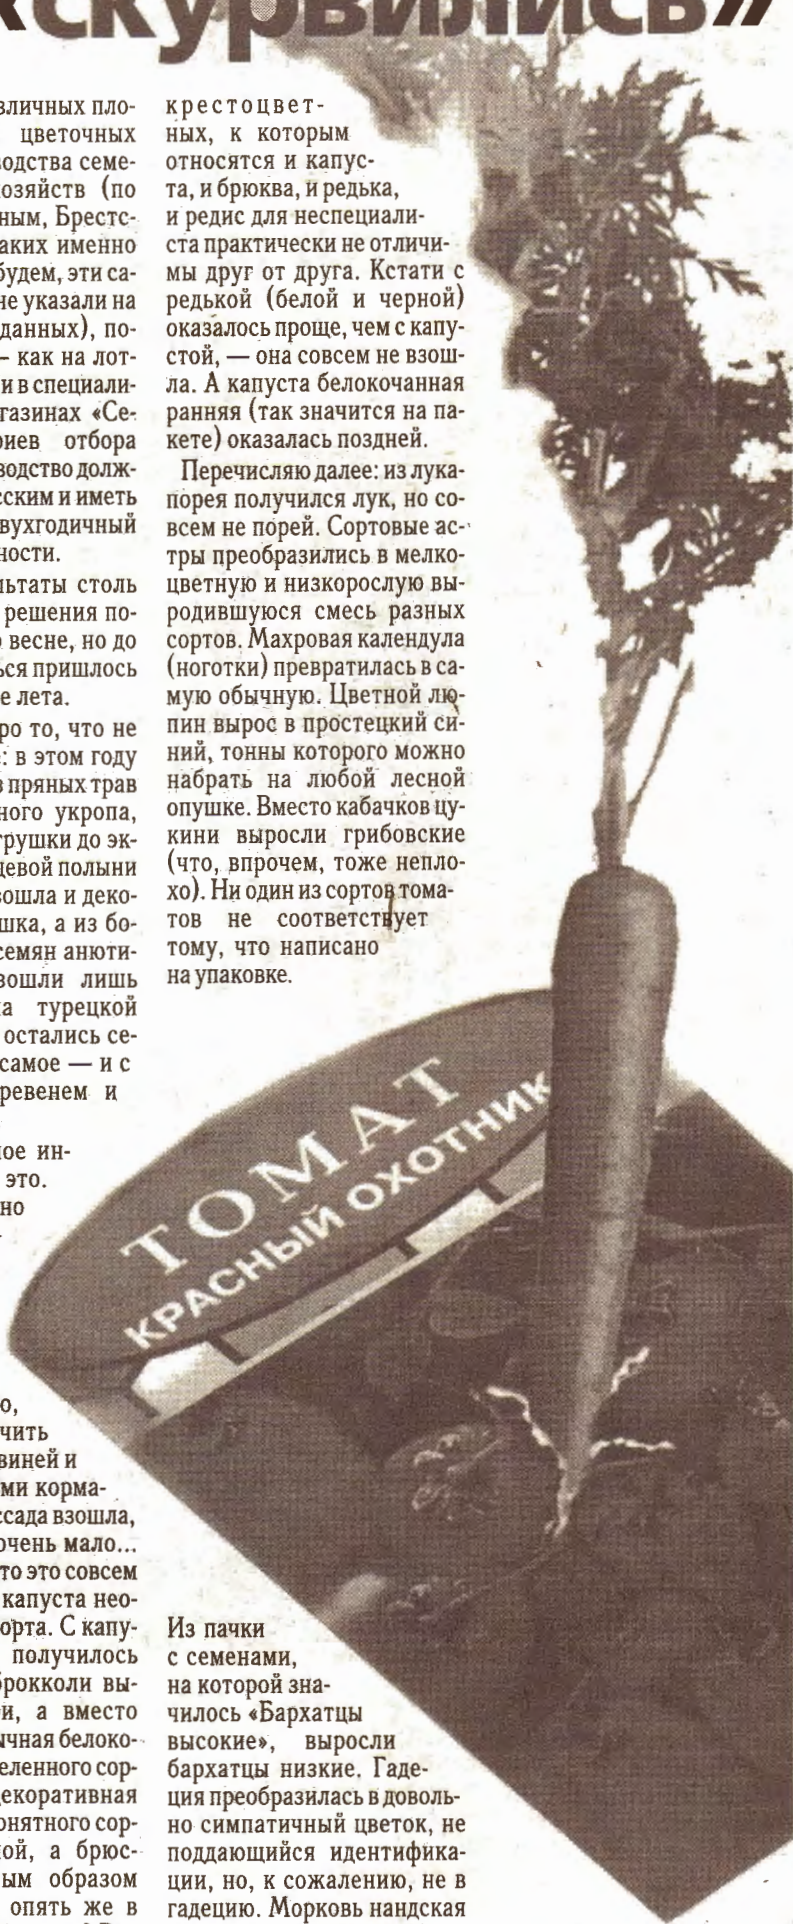 «скурвились»
зличных пло-
цветочных
водства семе-
озяйств (по
ным, Брестс-
аких именно
будем, эти са-
не указали на
данных), по-
– как на лот-
и в специали-
газинах «Се-
риев отбора
водство долж-
сским и иметь
вухгодичный
ности.
льтаты столь
решения по-
о весне, но до
ься пришлось
е лета.
ро то, что не
: в этом году
з пряных трав
ного укропа,
трушки до эк-
цевой полыни
ошла и деко-
шка, а из бо-
семян анюти-
зошли лишь
а турецкой
остались се-
самое — и с
ревенем и
ое ин-
это.
но
о,
чить
виней и
ми корма-
ссада взошла,
очень мало...
то это совсем
капуста нео-
орта. С капу-
получилось
брокколи вы-
и, а вместо
ычная белоко-
еленного сор-
декоративная
онятного сор-
ой, а брюс-
ым образом
опять же в
крестоцвет-
ных, к которым
относятся и капус-
та, и брюква, и редька,
и редис для неспециали-
ста практически не отличи-
мы друг от друга. Кстати с
редькой (белой и черной)
оказалось проще, чем с капу-
стой, — она совсем не взош-
ла. А капуста белокочанная
ранняя (так значится на па-
кете) оказалась поздней.
Перечисляю далее: из лука-
порея получился лук, но со-
всем не порей. Сортовые ас-
тры преобразились в мелко-
цветную и низкорослую вы-
родившуюся смесь разных
сортов. Махровая календула
(ноготки) превратилась в са-
мую обычную. Цветной лю-
пин вырос в простецкий си-
ний, тонны которого можно
набрать на любой лесной
опушке. Вместо кабачков цу-
кини выросли грибовские
(что, впрочем, тоже непло-
хо). Ни один из сортов тома-
тов не соответствует
тому, что написано
на упаковке.
ТОМАТ
КРАСНЫЙ ОХОТНИК
Из пачки
с семенами,
на которой зна-
чилось «Бархатцы
высокие», выросли
бархатцы низкие. Гаде-
ция преобразилась в доволь-
но симпатичный цветок, не
поддающийся идентифика-
ции, но, к сожалению, не в
гадецию. Морковь нандская